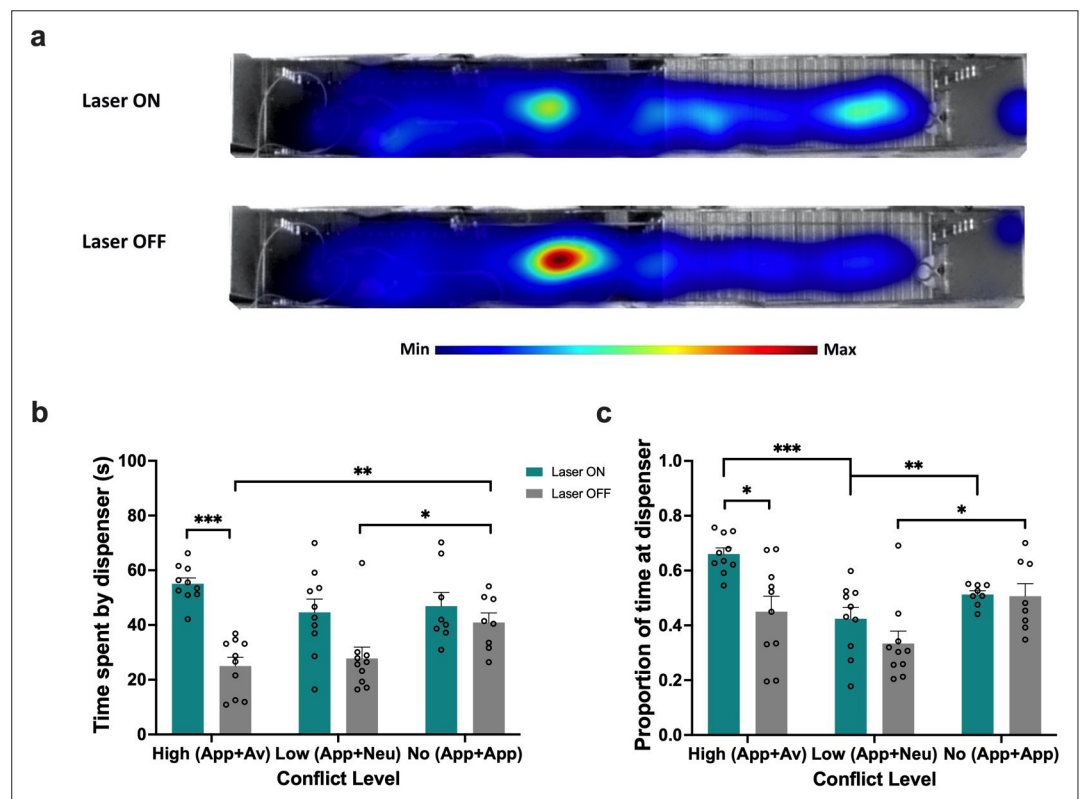 a
Laser ON
Laser OFF
Min Max
b
Time spent by dispenser (s)
100
80
60
40
20
0
***
**
*
Laser ON
Laser OFF
High (App+Av) Low (App+Neu) No (App+App)
Conflict Level
c
Proportion of time at dispenser
1.0
0.8
0.6
0.4
0.2
0.0
***
*
**
*
High (App+Av) Low (App+Neu) No (App+App)
Conflict Level